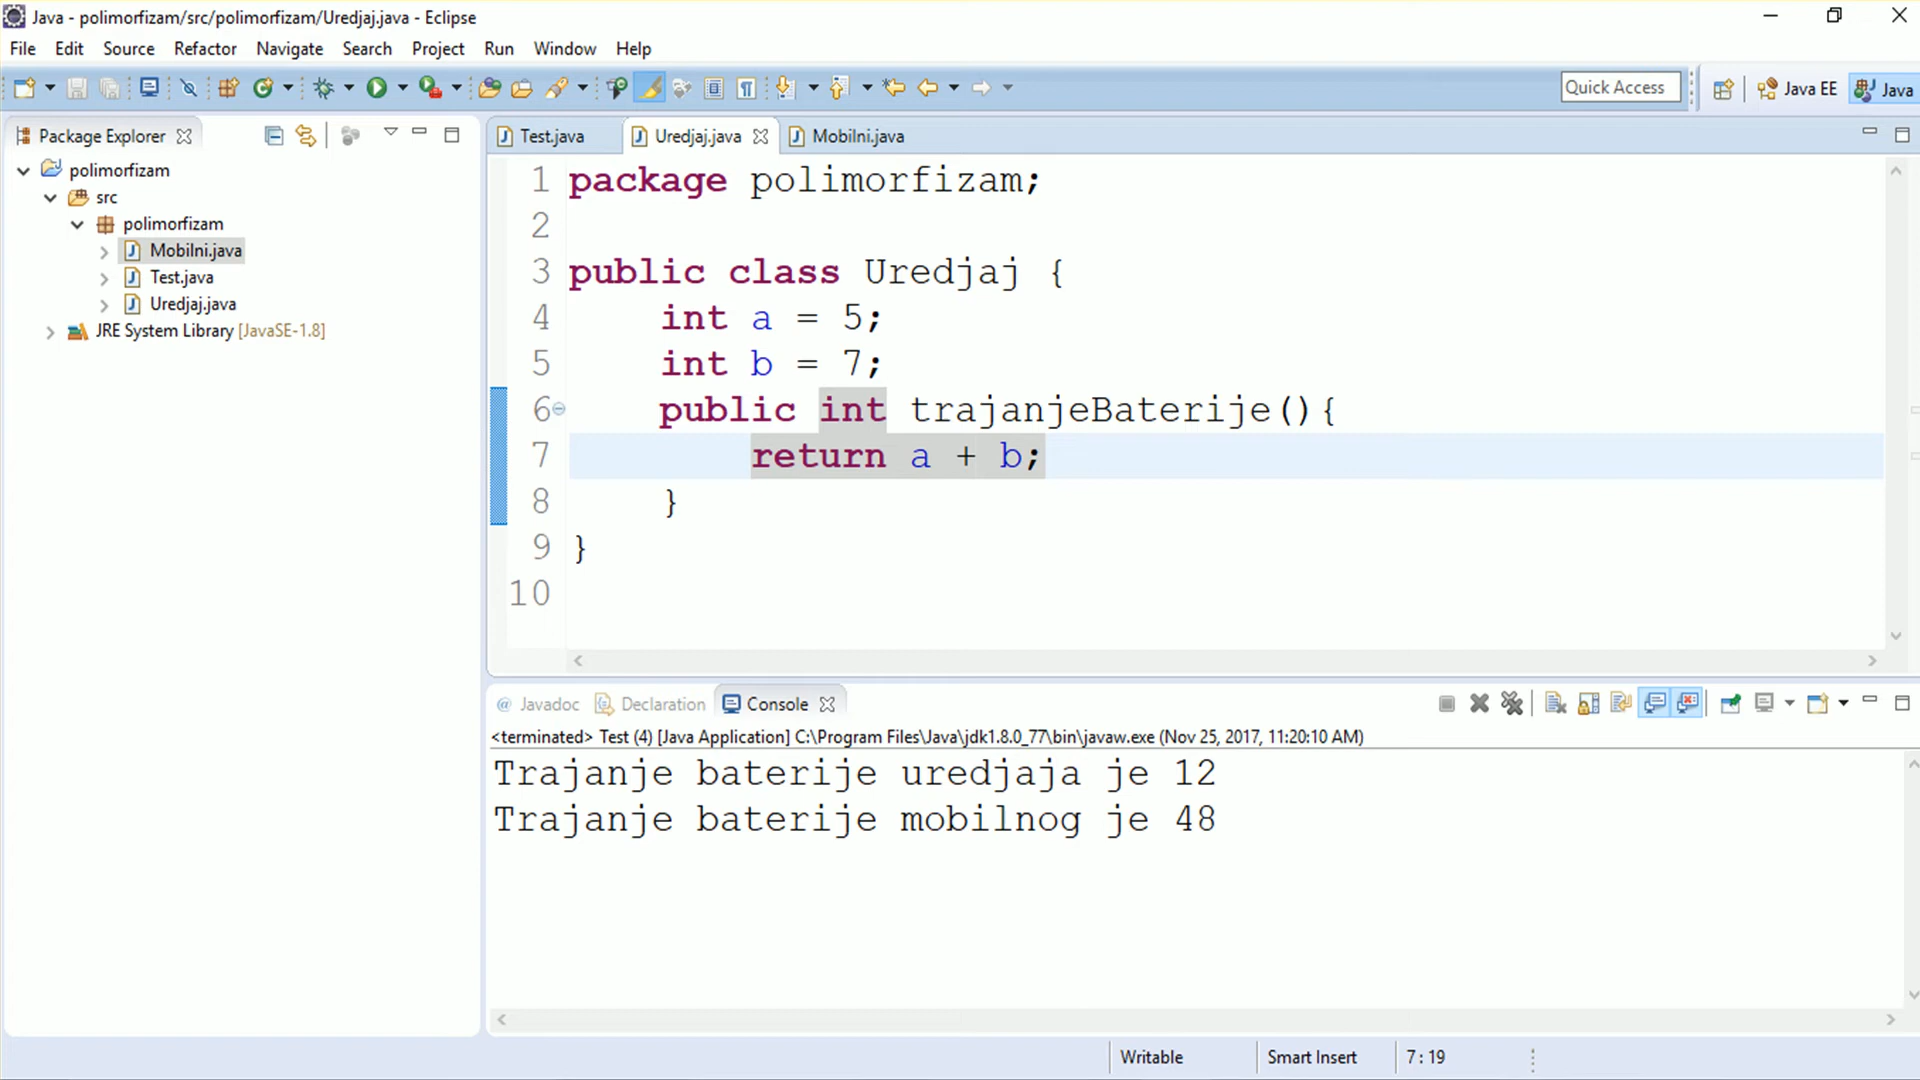 Java - polimorfizam/src/polimorfizam/Uredjaj.java - Eclipse
File Edit Source Refactor Navigate Search Project Run Window Help
Quick Access Java EE Java
Package Explorer
polimorfizam
src
polimorfizam
Mobilni.java
Test.java
Uredjaj.java
JRE System Library [JavaSE-1.8]
Test.java Uredjaj.java Mobilni.java
1 package polimorfizam;
2
3 public class Uredjaj {
4 int a = 5;
5 int b = 7;
6 public int trajanjeBaterije(){
7 return a + b;
8 }
9 }
10
@ Javadoc Declaration Console
<terminated> Test (4) [Java Application] C:\Program Files\Java\jdk1.8.0_77\bin\javaw.exe (Nov 25, 2017, 11:20:10 AM)
Trajanje baterije uredjaja je 12
Trajanje baterije mobilnog je 48
Writable Smart Insert 7 : 19